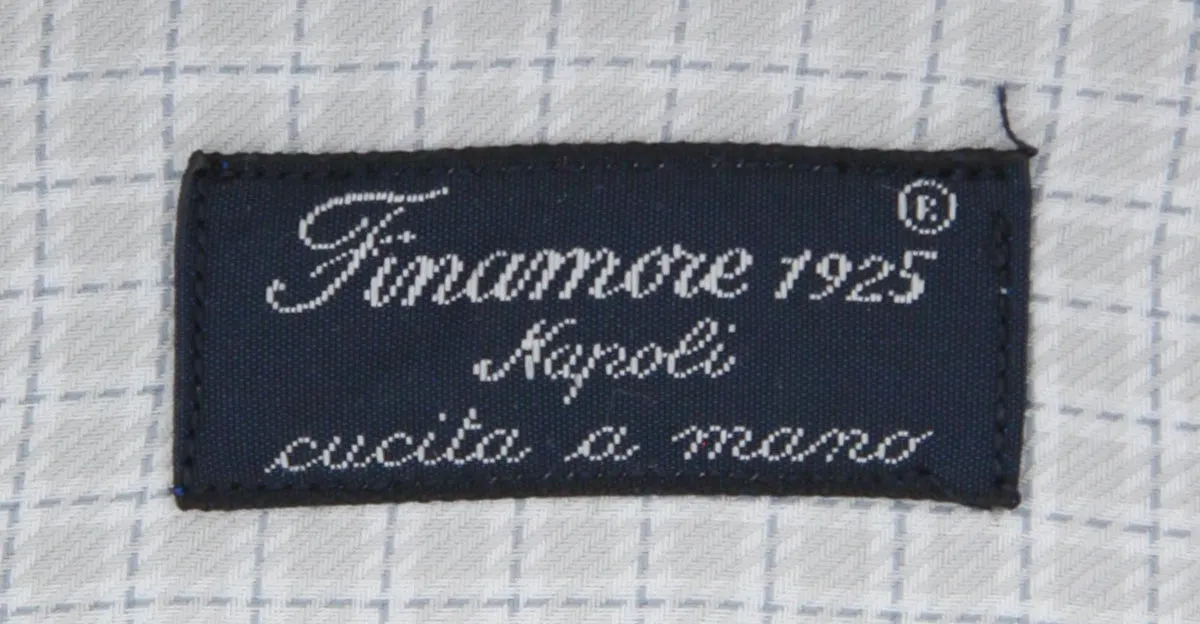 Finamore 1925®
Napoli
cucita a mano